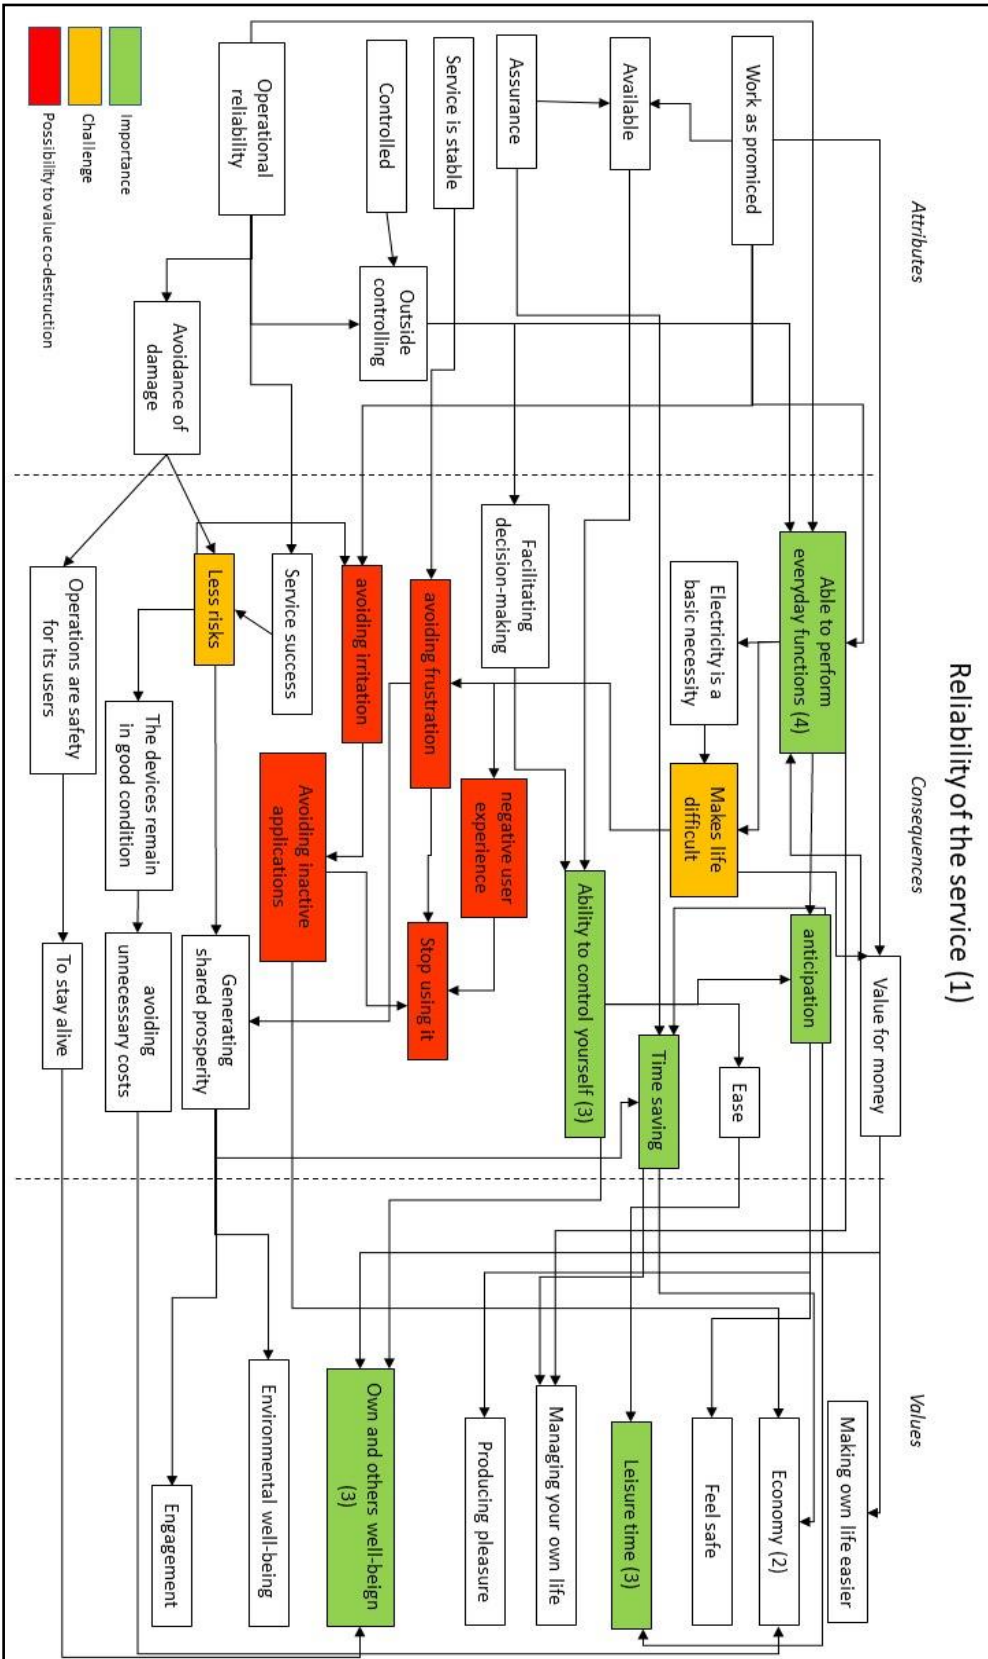 Reliability of the service (1)
Attributes
Consequences
Values
Work as promiced
Available
Assurance
Service is stable
Controlled
Operational
reliability
Outside
controlling
Avoidance of
damage
Able to perform
everyday functions (4)
Electricity is a
basic necessity
Facilitating
decision-making
avoiding frustration
avoiding irritation
Service success
Less risks
Operations are safety
for its users
Makes life
difficult
negative user
experience
Avoiding inactive
applications
The devices remain
in good condition
Value for money
anticipation
Ease
Time saving
Ability to control yourself (3)
Stop using it
Generating
shared prosperity
avoiding
unnecessary costs
To stay alive
Making own life easier
Economy (2)
Feel safe
Leisure time (3)
Managing your own life
Producing pleasure
Own and others well-beign
(3)
Environmental well-being
Engagement
Importance
Challenge
Possibility to value co-destruction